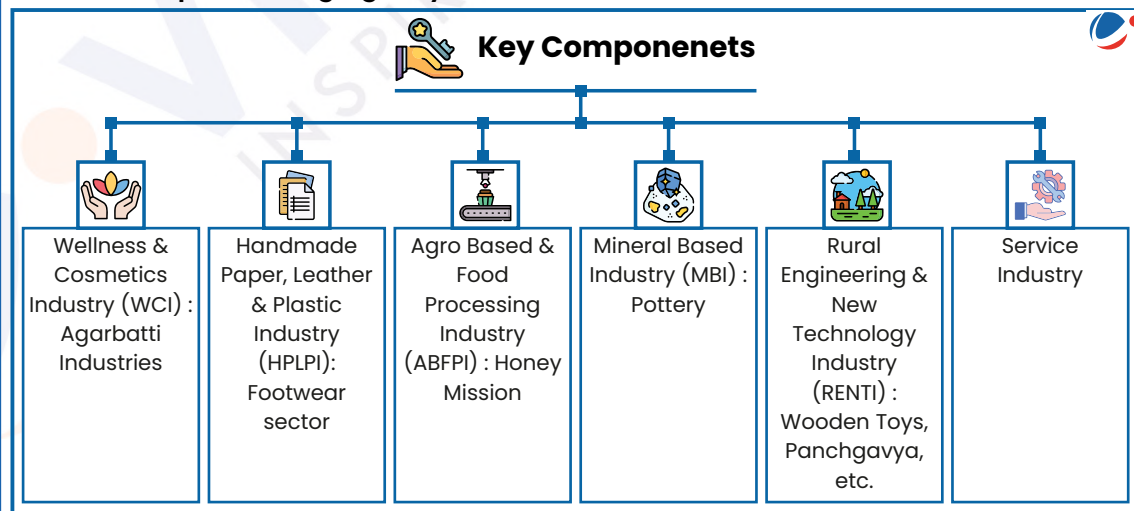 Key Componenets
Wellness &
Cosmetics
Industry (WCI) :
Agarbatti
Industries
Handmade
Paper, Leather
& Plastic
Industry
(HPLPI):
Footwear
sector
Agro Based &
Food
Processing
Industry
(ABFPI) : Honey
Mission
Mineral Based
Industry (MBI) :
Pottery
Rural
Engineering &
New
Technology
Industry
(RENTI) :
Wooden Toys,
Panchgavya,
etc.
Service
Industry